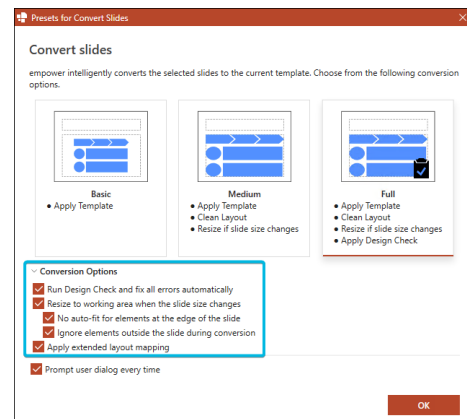 Presets for Convert Slides
Convert slides
empower intelligently converts the selected slides to the current template. Choose from the following conversion
options.
Basic
• Apply Template
Medium
• Apply Template
• Clean Layout
• Resize if slide size changes
Full
• Apply Template
• Clean Layout
• Resize if slide size changes
• Apply Design Check
Conversion Options
Run Design Check and fix all errors automatically
Resize to working area when the slide size changes
No auto-fit for elements at the edge of the slide
Ignore elements outside the slide during conversion
Apply extended layout mapping
Prompt user dialog every time
OK